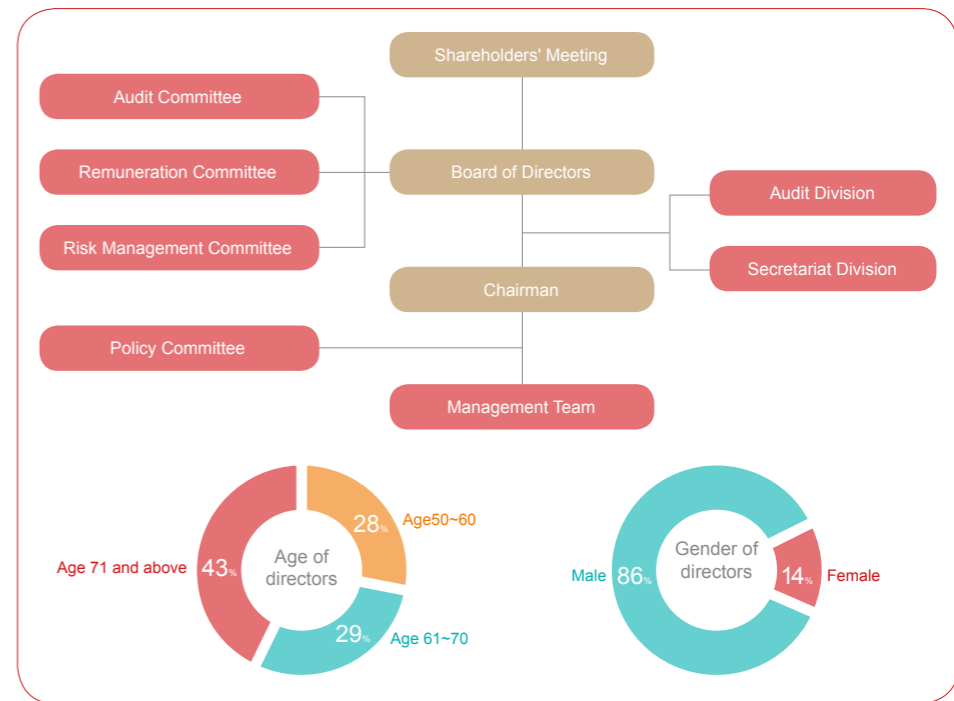 Shareholders' Meeting
Audit Committee
Remuneration Committee
Board of Directors
Audit Division
Risk Management Committee
Secretariat Division
Chairman
Policy Committee
Management Team
28%
Age50~60
Age of
directors
Age 71 and above
43%
29%
Age 61~70
Gender of
directors
Male
86%
14%
Female